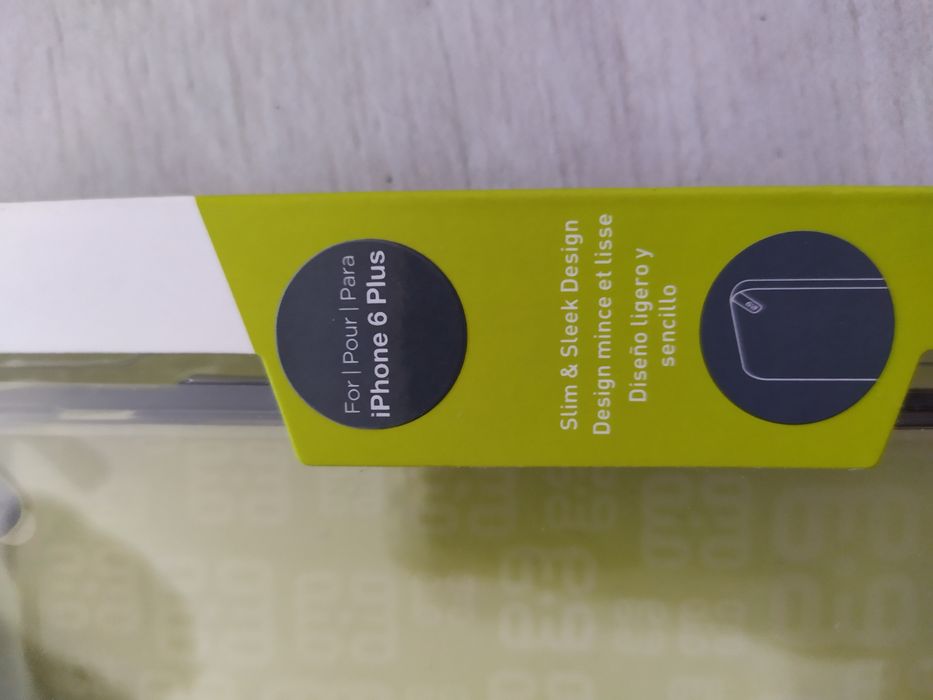 For | Pour | Para
iPhone 6 Plus
Slim & Sleek Design
Design mince et lisse
Diseño ligero y
sencillo